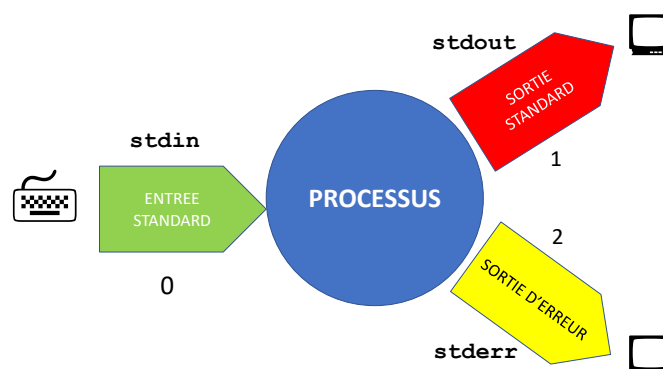 stdin
ENTREE
STANDARD
0
PROCESSUS
stdout
SORTIE
STANDARD
1
2
SORTIE D'ERREUR
stderr